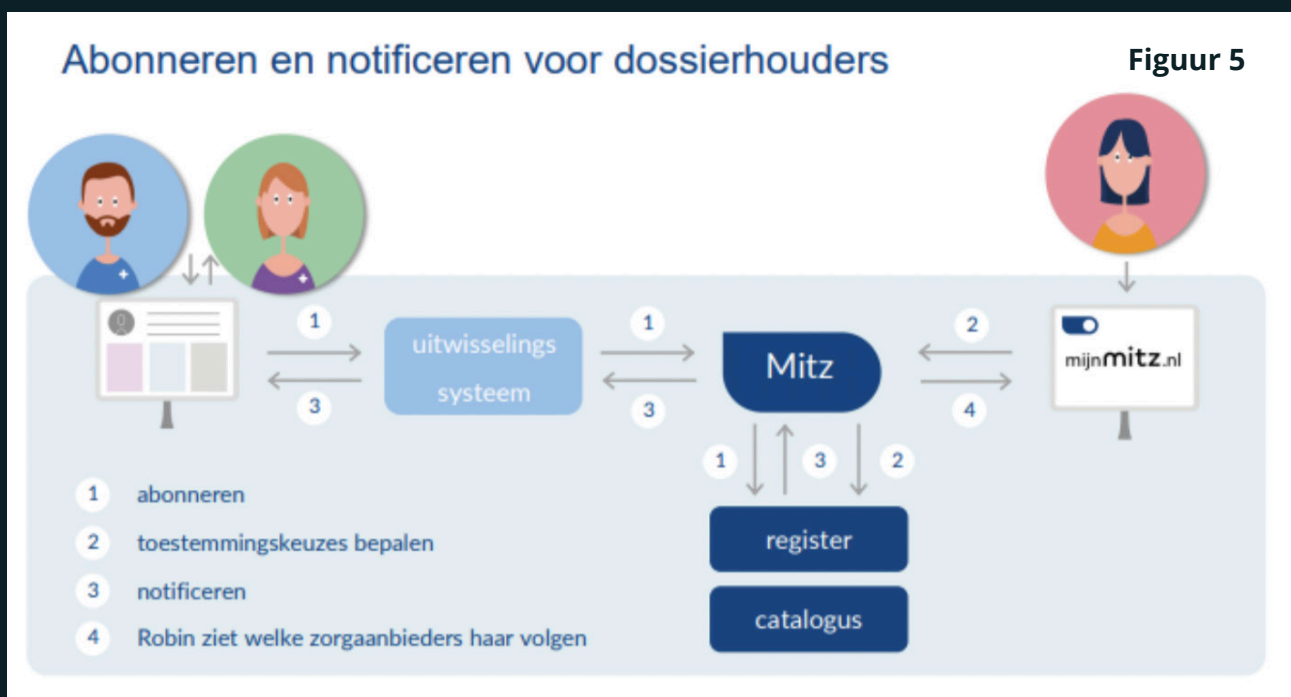 Abonneren en notificeren voor dossierhouders
Figuur 5
1
1
2
uitwisselings
systeem
Mitz
mijnmitz.nl
3
3
4
1
3
2
1 abonneren
2 toestemmingskeuzes bepalen
3 notificeren
4 Robin ziet welke zorgaanbieders haar volgen
register
catalogus